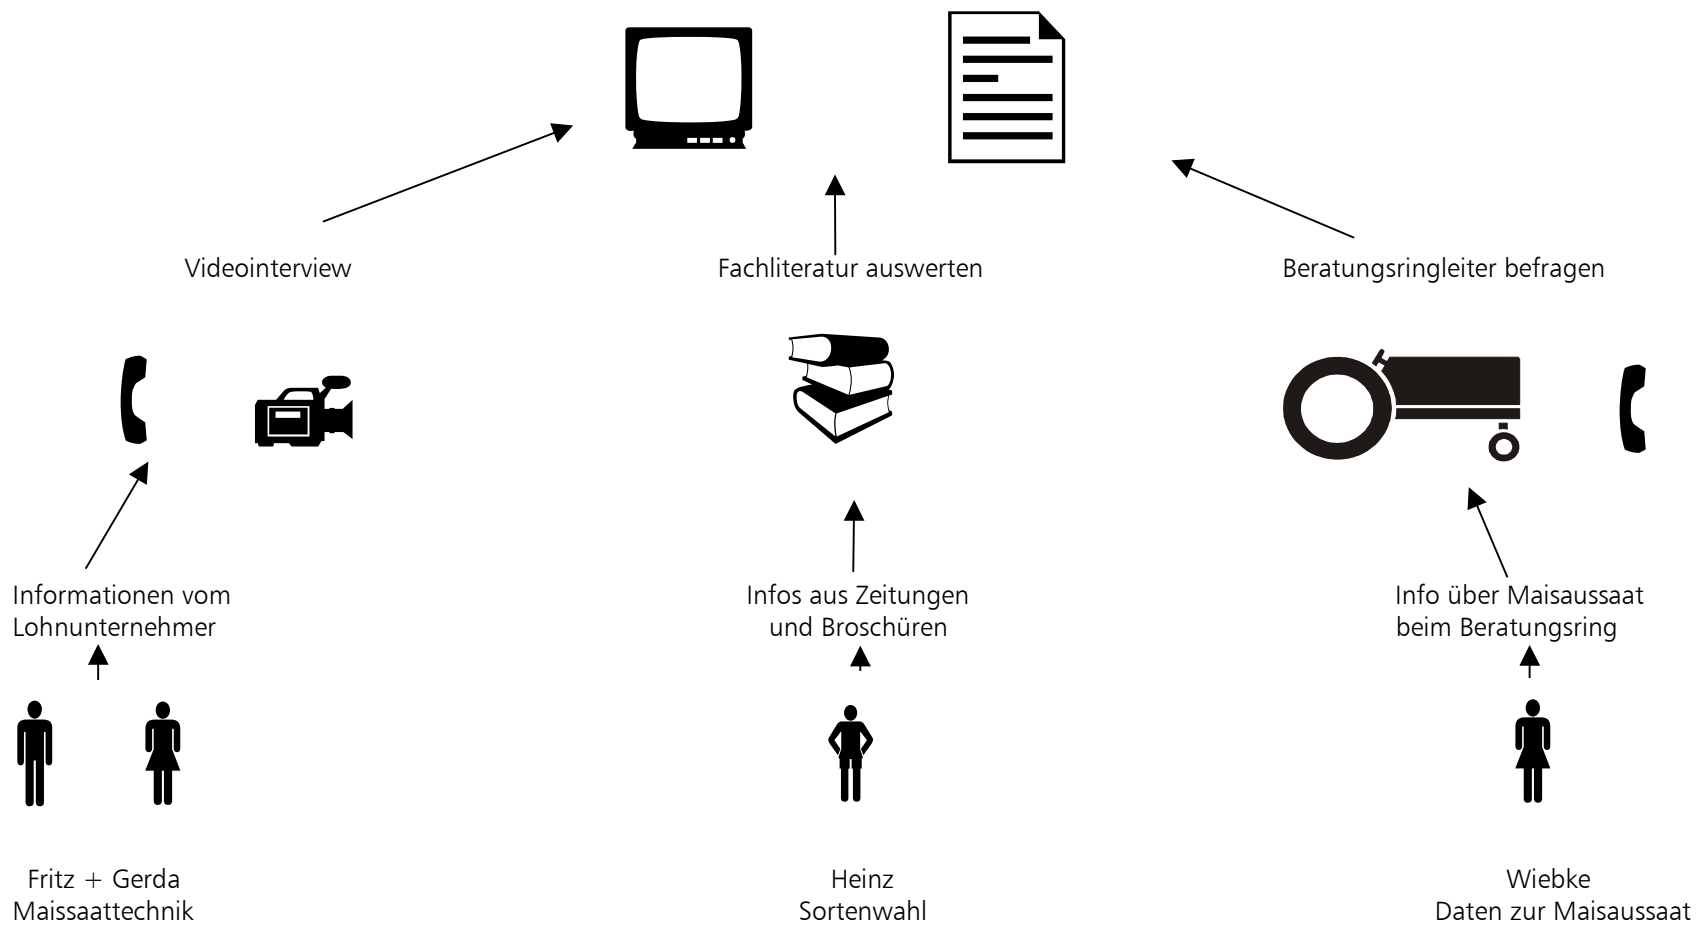 Videointerview
Fachliteratur auswerten
Beratungsringleiter befragen
Informationen vom
Lohnunternehmer
Infos aus Zeitungen
und Broschüren
Info über Maisaussaat
beim Beratungsring
Fritz + Gerda
Maissaattechnik
Heinz
Sortenwahl
Wiebke
Daten zur Maisaussaat